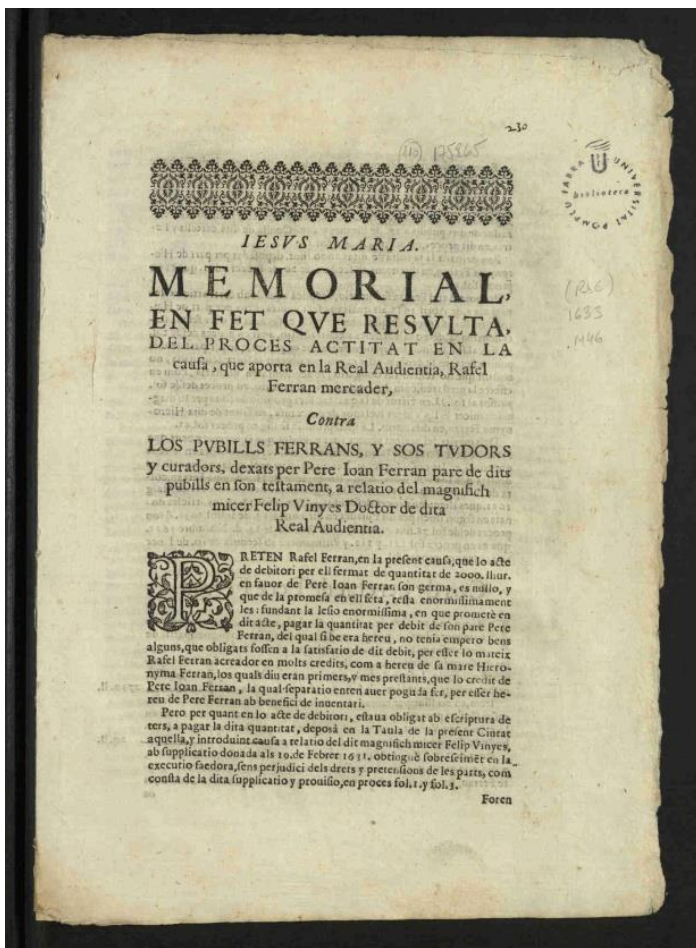 230
175865
POMPEU FABRA UNIVERSITAT
biblioteca
IESVS MARIA.
MEMORIAL,
EN FET QVE RESVLTA,
DEL PROCES ACTITAT EN LA
causa, que aporta en la Real Audientia, Rafel
Ferran mercader,
Contra
LOS PVBILLS FERRANS, Y SOS TVDORS
y curadors, dexats per Pere Ioan Ferran pare de dits
pubills en son testament, a relatio del magnifich
micer Felip Vinyes Doctor de dita
Real Audientia.
(Res)
1633
.M46
PRETEN Rafel Ferran, en la present causa, que lo acte
de debitori per ell fermat de quantitat de 2000. lliur.
en fauor de Pere Ioan Ferran son germa, es nullo, y
que de la promesa en ell feta, resta enormissimament
les: fundant la lesio enormissima, en que prometè en
dit acte, pagar la quantitat per debit de son pare Pere
Ferran, del qual si be era hereu, no tenia empero bens
alguns, que obligats fossen a la satisfatio de dit debit, per esser lo mateix
Rafel Ferran acreador en molts credits, com a hereu de sa mare Hiero-
nyma Ferran, los quals diu eran primers, y mes prestants, que lo credit de
Pere Ioan Ferran, la qual separatio enten auer poguda fer, per esser he-
reu de Pere Ferran ab benefici de inuentari.
Pero per quant en lo acte de debitori, estaua obligat ab escriptura de
ters, a pagar la dita quantitat, deposà en la Taula de la present Ciutat
aquella, y introduint causa a relatio del dit magnifich micer Felip Vinyes,
ab supplicatio donada als 19. de Febrer 1631. obtinguè sobreseimēt en la
executio faedora, sens perjudici dels drets y pretensions de les parts, com
consta de la dita supplicatio y prouisio, en proces fol. 1. y fol. 3.
Foren